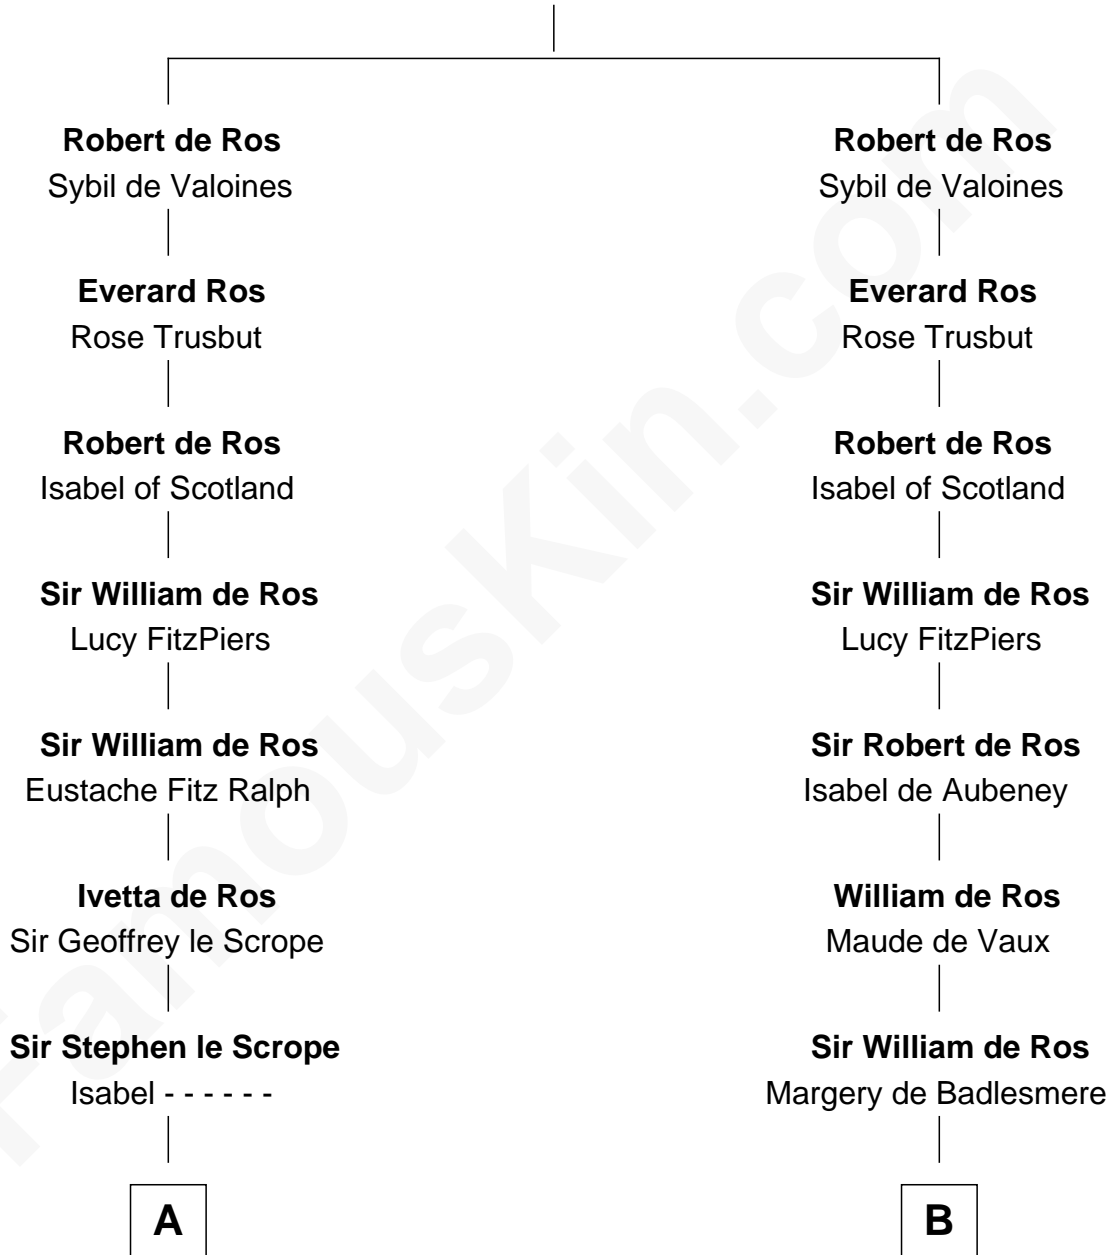 Robert de Ros
Sybil de Valoines
Everard Ros
Rose Trusbut
Robert de Ros
Isabel of Scotland
Sir William de Ros
Lucy FitzPiers
Sir William de Ros
Eustache Fitz Ralph
Ivetta de Ros
Sir Geoffrey le Scrope
Sir Stephen le Scrope
Isabel - - - - - -
A
Robert de Ros
Sybil de Valoines
Everard Ros
Rose Trusbut
Robert de Ros
Isabel of Scotland
Sir William de Ros
Lucy FitzPiers
Sir Robert de Ros
Isabel de Aubeney
William de Ros
Maude de Vaux
Sir William de Ros
Margery de Badlesmere
B
FamousKin.com